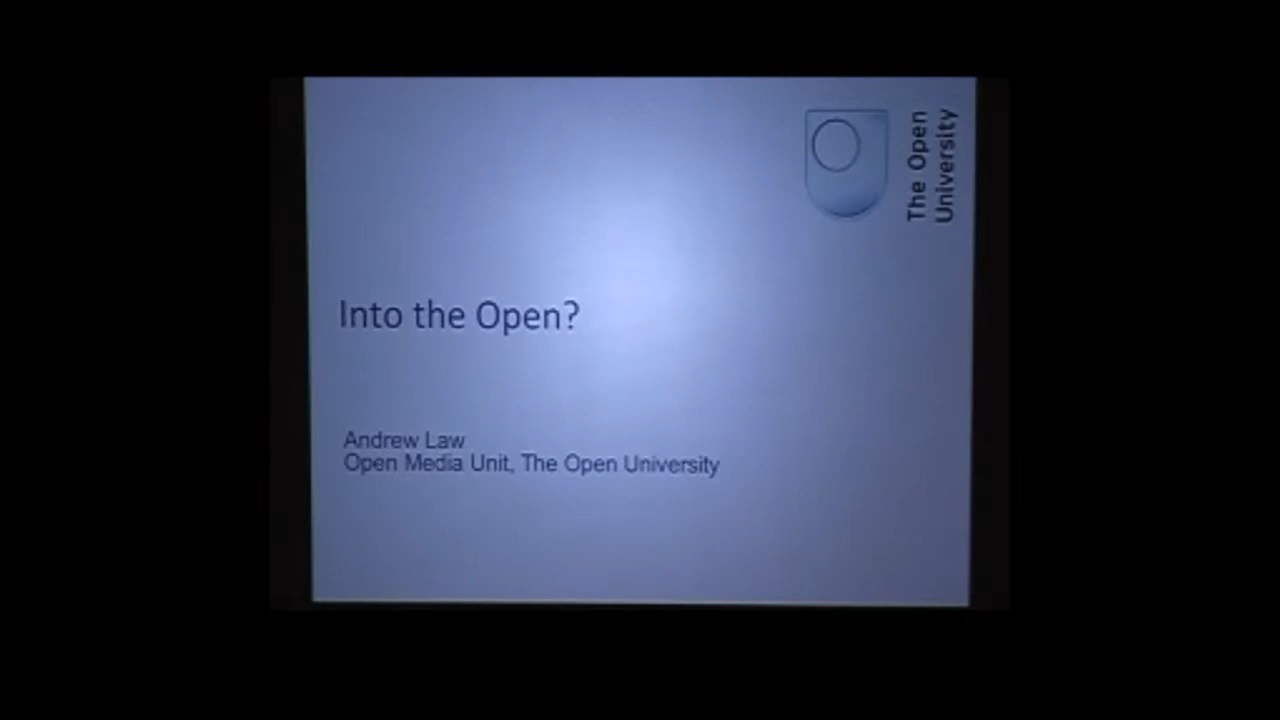 The Open
University
Into the Open?
Andrew Law
Open Media Unit, The Open University